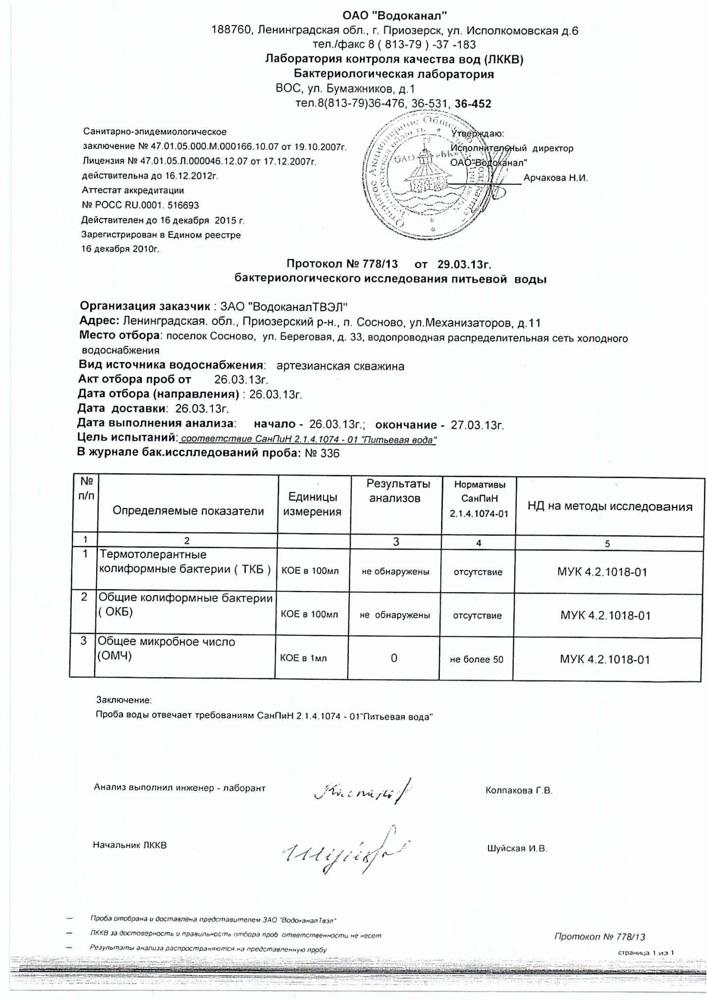 ОАО "Водоканал"
188760, Ленинградская обл., г. Приозерск, ул. Исполкомовская д.6
тел./факс 8 ( 813-79 ) -37 -183
Лаборатория контроля качества вод (ЛККВ)
Бактериологическая лаборатория
ВОС, ул. Бумажников, д.1
тел.8(813-79)36-476, 36-531, 36-452
Санитарно-эпидемиологическое
заключение № 47.01.05.000.М.000166.10.07 от 19.10.2007г.
Лицензия № 47.01.05.Л.000046.12.07 от 17.12.2007г.
действительна до 16.12.2012г.
Аттестат аккредитации
№ РОСС RU.0001. 516693
Действителен до 16 декабря 2015 г.
Зарегистрирован в Едином реестре
16 декабря 2010г.
Открытое Акционерное Общество
Ленинградская область
ОАО «ВК»
Утверждаю:
Исполнительный директор
ОАО"Водоканал"
Арчакова Н.И.
Протокол № 778/13 от 29.03.13г.
бактериологического исследования питьевой воды
Организация заказчик : ЗАО "ВодоканалТВЭЛ"
Адрес: Ленинградская. обл., Приозерский р-н., п. Сосново, ул.Механизаторов, д.11
Место отбора: поселок Сосново, ул. Береговая, д. 33, водопроводная распределительная сеть холодного
водоснабжения
Вид источника водоснабжения: артезианская скважина
Акт отбора проб от 26.03.13г.
Дата отбора (направления) : 26.03.13г.
Дата доставки: 26.03.13г.
Дата выполнения анализа: начало - 26.03.13г.; окончание - 27.03.13г.
Цель испытаний: соответствие СанПиН 2.1.4.1074 - 01 "Питьевая вода"
В журнале бак.исслледований проба: № 336
№ п/п Определяемые показатели Единицы измерения Результаты анализов Нормативы СанПиН 2.1.4.1074-01 НД на методы исследования
1 2 3 4 5
1 Термотолерантные колиформные бактерии ( ТКБ ) КОЕ в 100мл не обнаружены отсутствие МУК 4.2.1018-01
2 Общие колиформные бактерии ( ОКБ) КОЕ в 100мл не обнаружены отсутствие МУК 4.2.1018-01
3 Общее микробное число (ОМЧ) КОЕ в 1мл 0 не более 50 МУК 4.2.1018-01
Заключение:
Проба воды отвечает требованиям СанПиН 2.1.4.1074 - 01"Питьевая вода"
Анализ выполнил инженер - лаборант Колпакова Г.В.
Начальник ЛККВ Шуйская И.В.
— Проба отобрана и доставлена представителем ЗАО "ВодоканалТвэл"
— ЛККВ за достоверность и правильность отбора проб ответственности не несет
— Результаты анализа распространяются на представленную пробу
Протокол № 778/13
страница 1 из 1